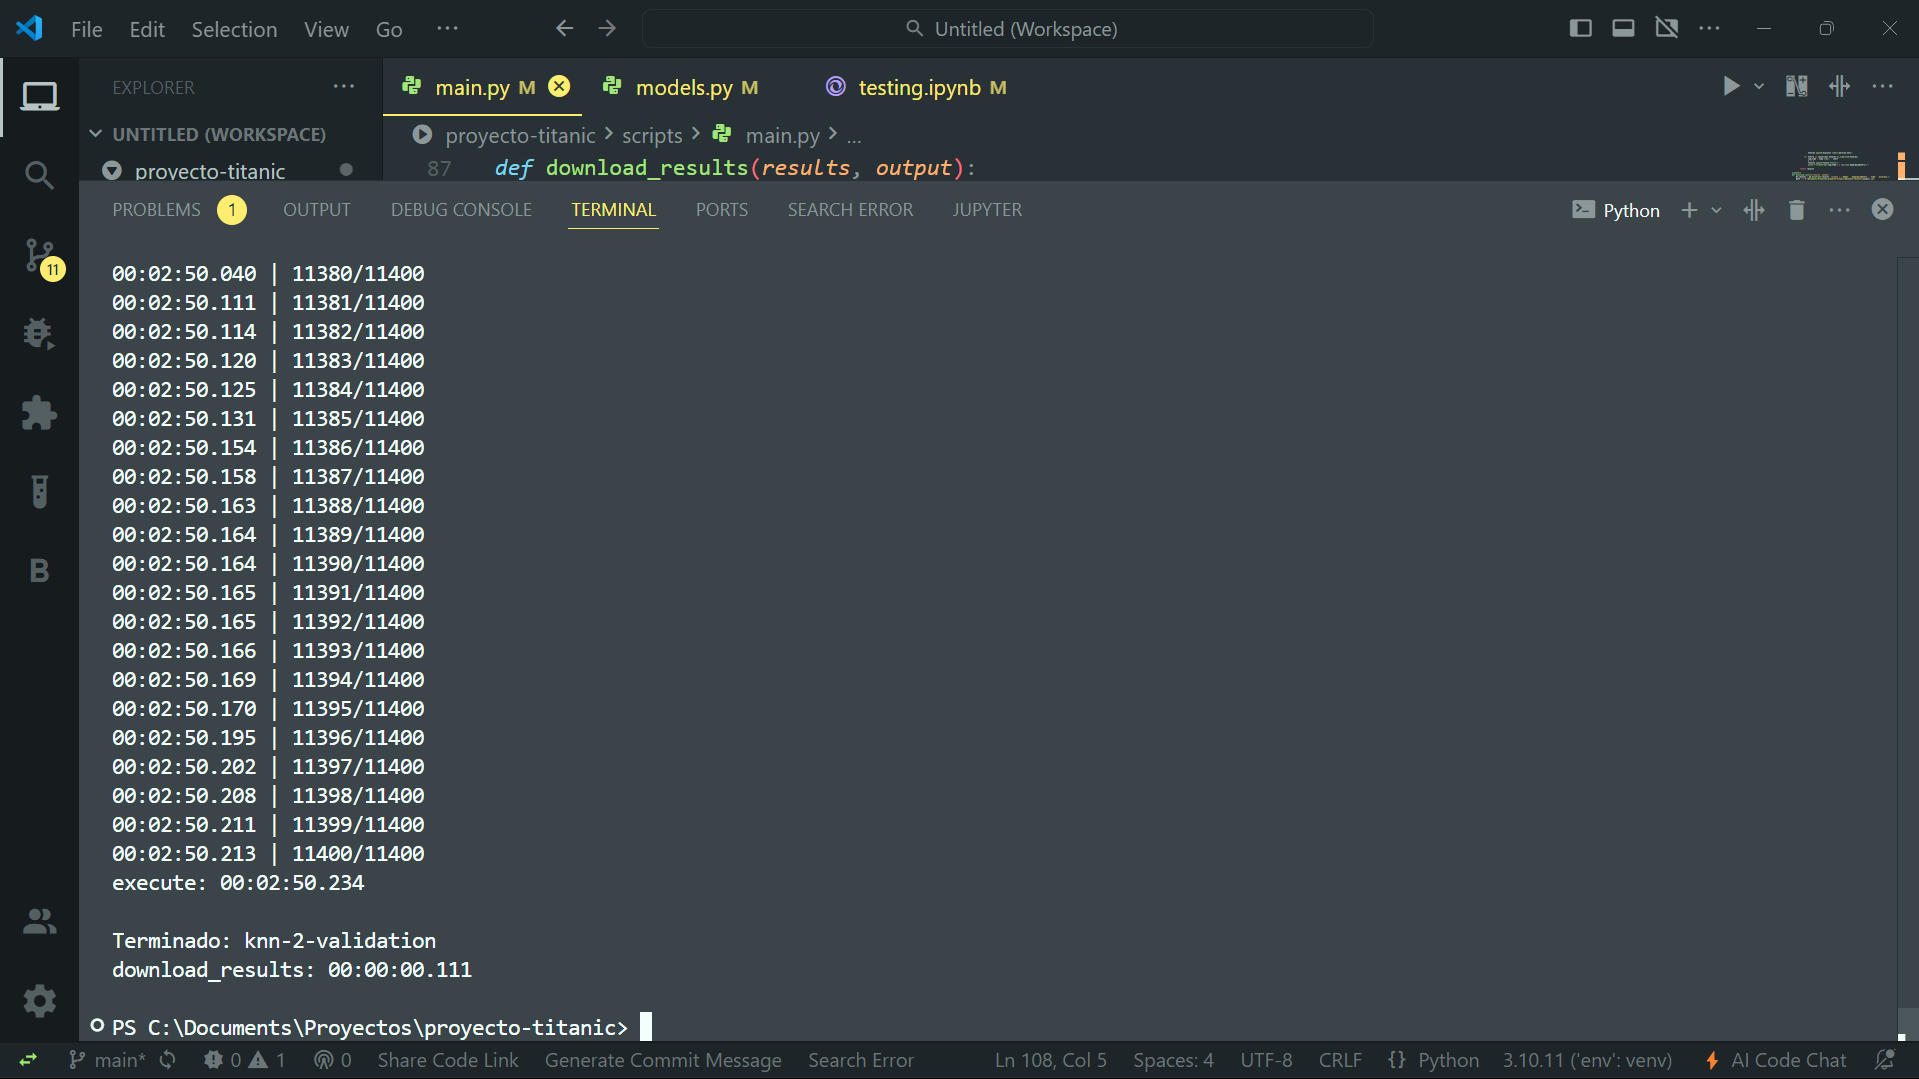 File Edit Selection View Go ··· Untitled (Workspace)
EXPLORER ···
main.py M models.py M testing.ipynb M
UNTITLED (WORKSPACE)
proyecto-titanic
proyecto-titanic > scripts > main.py > ...
87 def download_results(results, output):
PROBLEMS 1 OUTPUT DEBUG CONSOLE TERMINAL PORTS SEARCH ERROR JUPYTER Python
00:02:50.040 | 11380/11400
00:02:50.111 | 11381/11400
00:02:50.114 | 11382/11400
00:02:50.120 | 11383/11400
00:02:50.125 | 11384/11400
00:02:50.131 | 11385/11400
00:02:50.154 | 11386/11400
00:02:50.158 | 11387/11400
00:02:50.163 | 11388/11400
00:02:50.164 | 11389/11400
00:02:50.164 | 11390/11400
00:02:50.165 | 11391/11400
00:02:50.165 | 11392/11400
00:02:50.166 | 11393/11400
00:02:50.169 | 11394/11400
00:02:50.170 | 11395/11400
00:02:50.195 | 11396/11400
00:02:50.202 | 11397/11400
00:02:50.208 | 11398/11400
00:02:50.211 | 11399/11400
00:02:50.213 | 11400/11400
execute: 00:02:50.234
Terminado: knn-2-validation
download_results: 00:00:00.111
PS C:\Documents\Proyectos\proyecto-titanic>
11
B
main* 0 1 0 Share Code Link Generate Commit Message Search Error Ln 108, Col 5 Spaces: 4 UTF-8 CRLF {} Python 3.10.11 ('env': venv) AI Code Chat